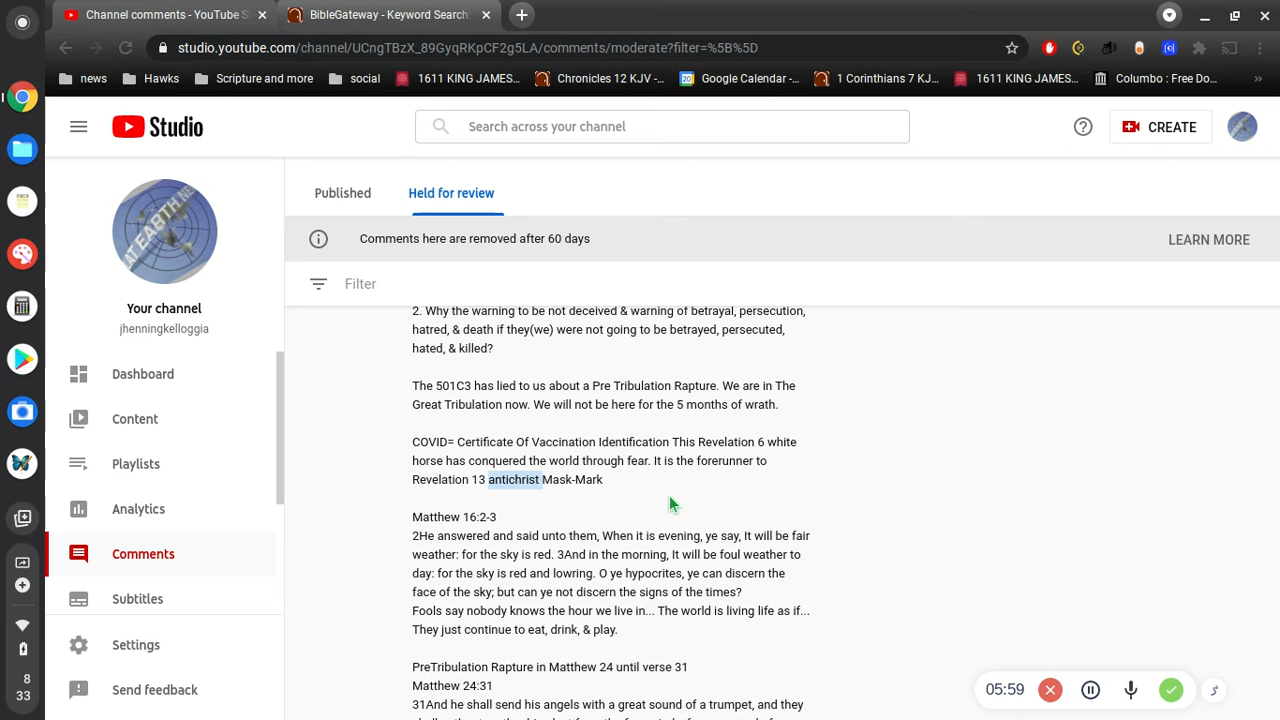 Channel comments - YouTube S
BibleGateway - Keyword Search:
studio.youtube.com/channel/UCngTBzX_89GyqRKpCF2g5LA/comments/moderate?filter=%5B%5D
news
Hawks
Scripture and more
social
1611 KING JAMES...
Chronicles 12 KJV -...
Google Calendar -...
1 Corinthians 7 KJ...
1611 KING JAMES...
Columbo : Free Do...
»
Studio
Search across your channel
CREATE
Published
Held for review
Comments here are removed after 60 days
LEARN MORE
Filter
AT EARTH.NE
Your channel
jhenningkelloggia
Dashboard
Content
Playlists
Analytics
Comments
Subtitles
Settings
Send feedback
2. Why the warning to be not deceived & warning of betrayal, persecution,
hatred, & death if they(we) were not going to be betrayed, persecuted,
hated, & killed?
The 501C3 has lied to us about a Pre Tribulation Rapture. We are in The
Great Tribulation now. We will not be here for the 5 months of wrath.
COVID= Certificate Of Vaccination Identification This Revelation 6 white
horse has conquered the world through fear. It is the forerunner to
Revelation 13 antichrist Mask-Mark
Matthew 16:2-3
2He answered and said unto them, When it is evening, ye say, It will be fair
weather: for the sky is red. 3And in the morning, It will be foul weather to
day: for the sky is red and lowring. O ye hypocrites, ye can discern the
face of the sky; but can ye not discern the signs of the times?
Fools say nobody knows the hour we live in... The world is living life as if...
They just continue to eat, drink, & play.
PreTribulation Rapture in Matthew 24 until verse 31
Matthew 24:31
31And he shall send his angels with a great sound of a trumpet, and they
05:59
8
33